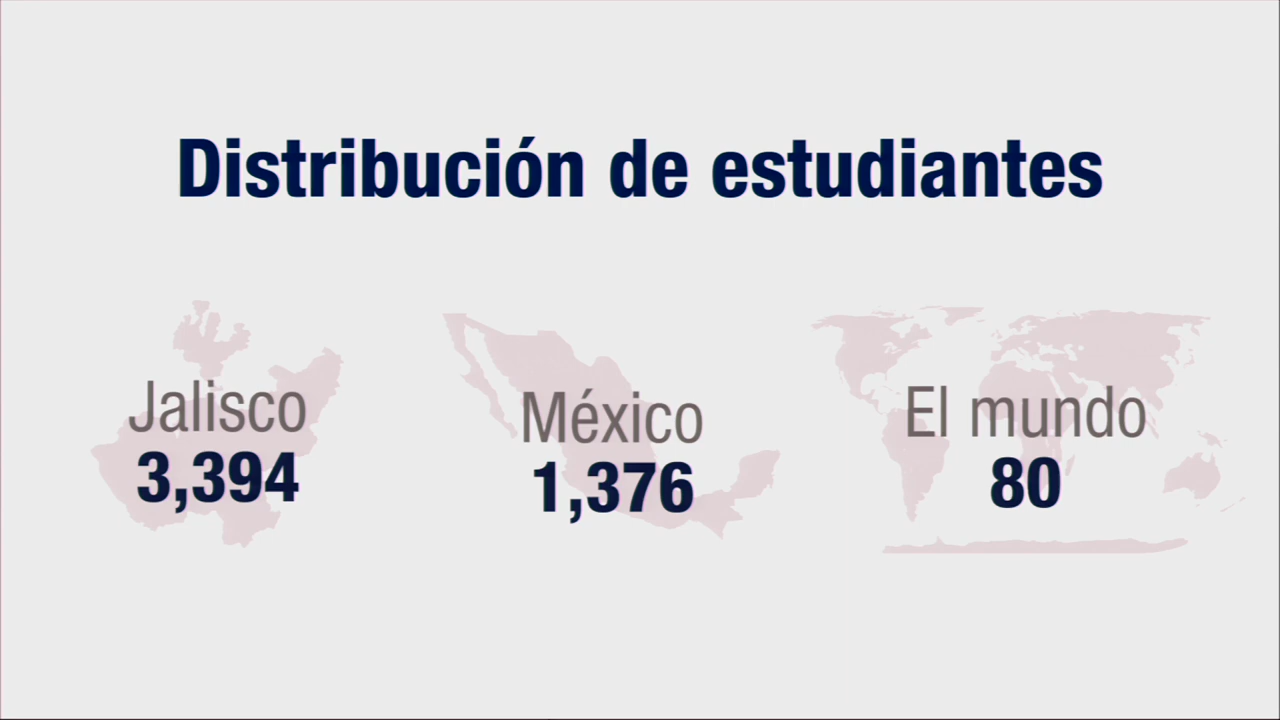 Distribución de estudiantes
Jalisco
3,394
México
1,376
El mundo
80